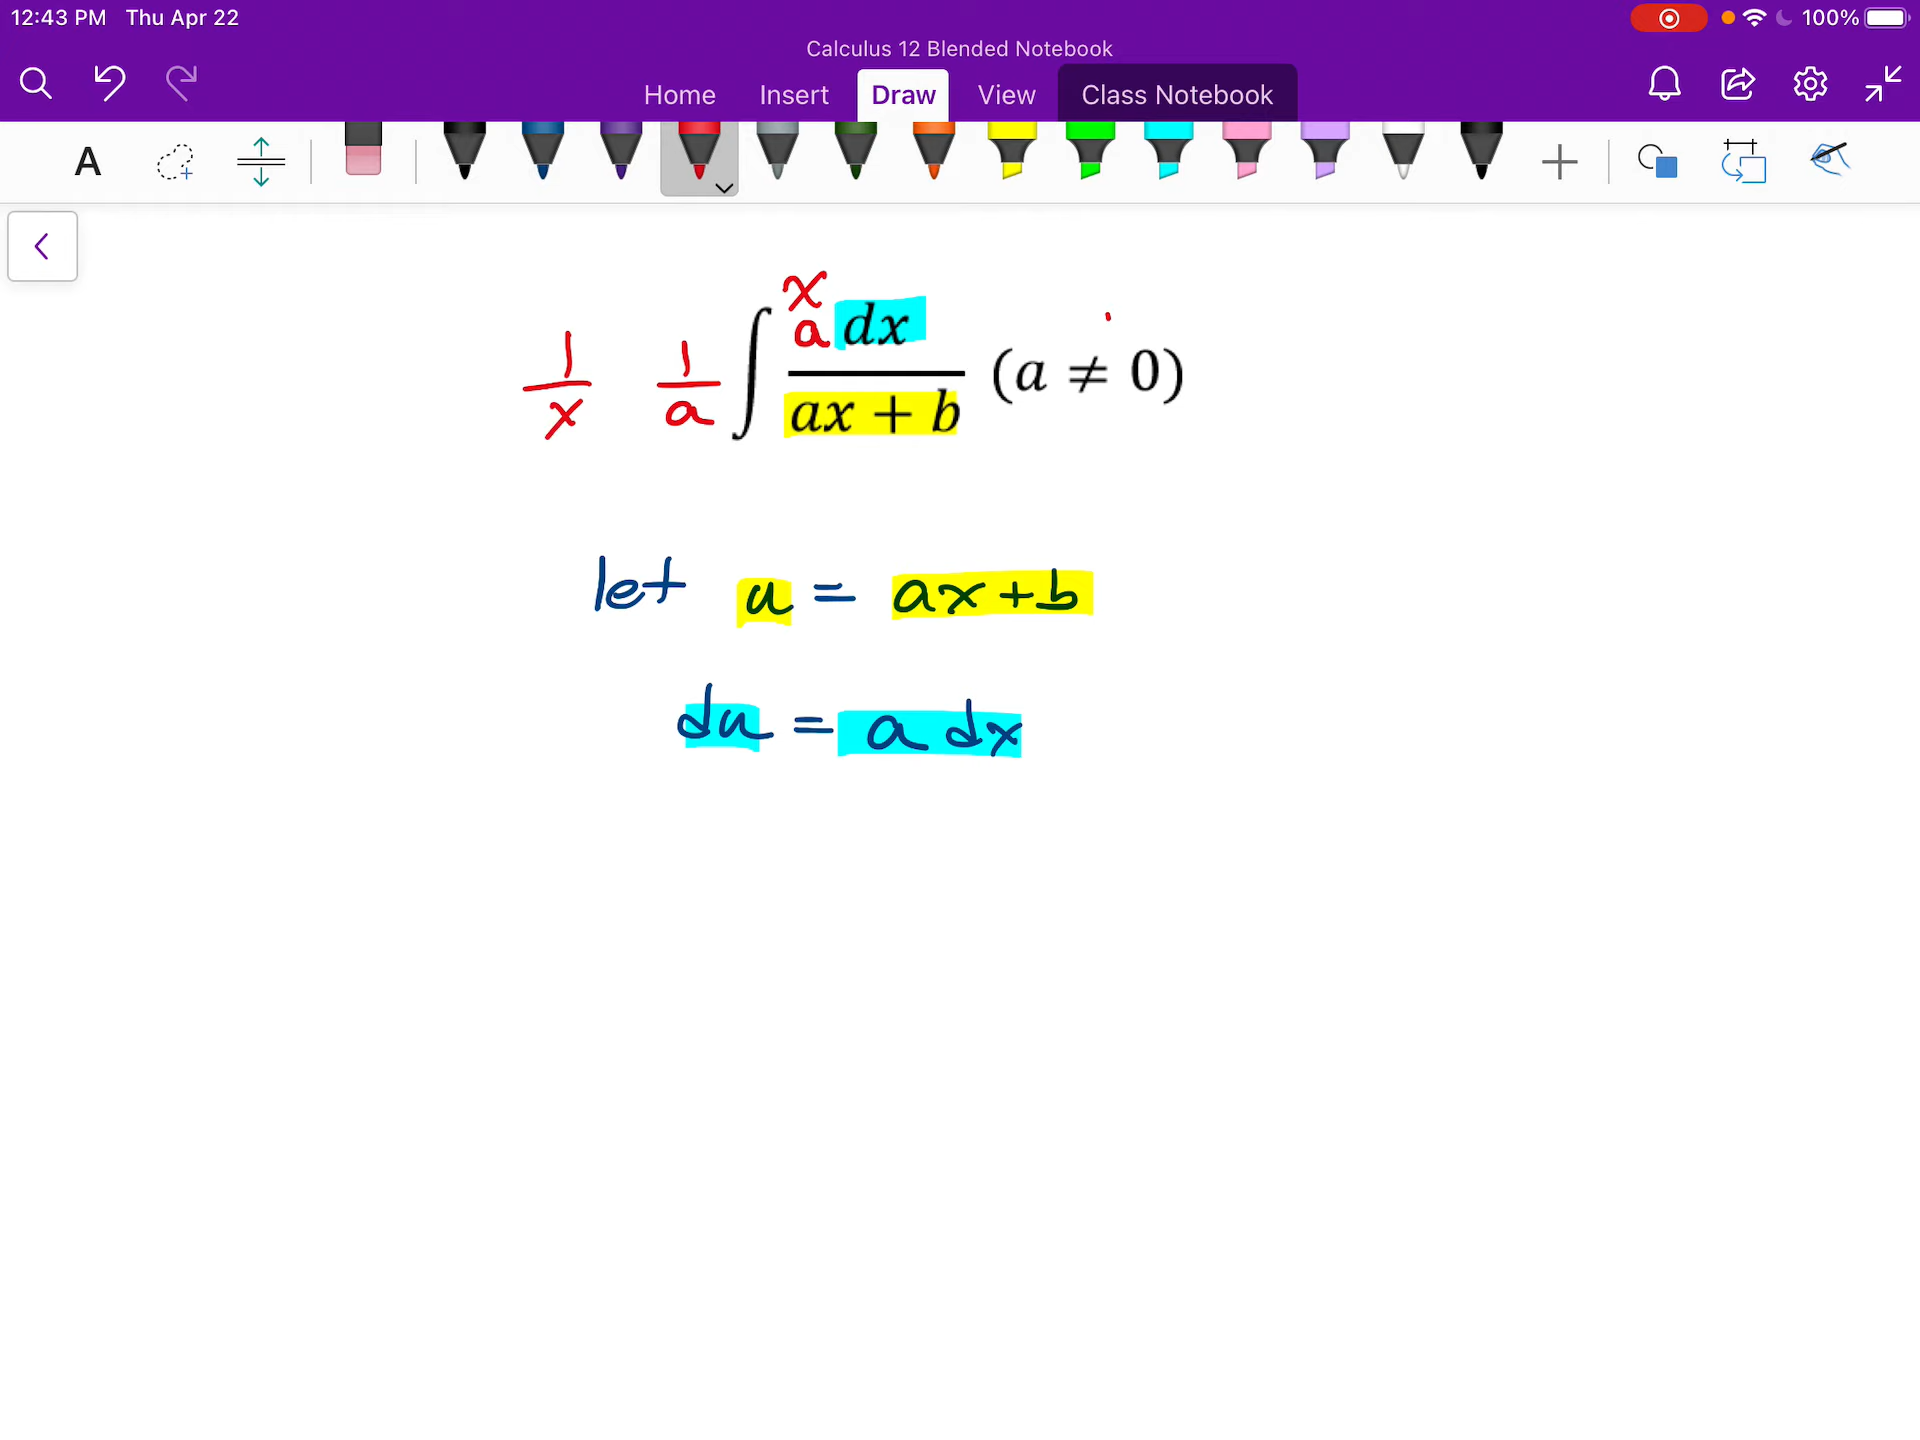 12:43 PM Thu Apr 22
100%
Calculus 12 Blended Notebook
Home Insert Draw View Class Notebook
A
1/x 1/a ∫ x a dx / ax + b (a ≠ 0)
let u = ax+b
du = a dx